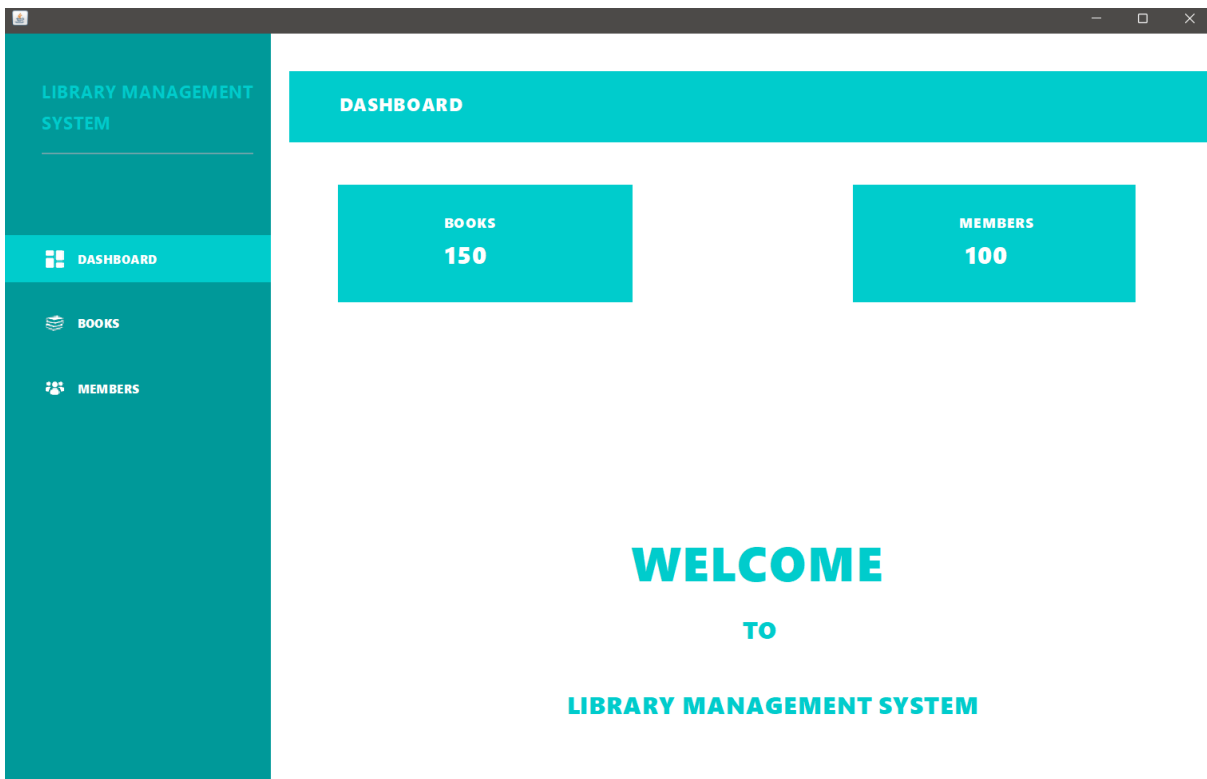 LIBRARY MANAGEMENT
SYSTEM
DASHBOARD
BOOKS
MEMBERS
DASHBOARD
BOOKS
150
MEMBERS
100
WELCOME
TO
LIBRARY MANAGEMENT SYSTEM